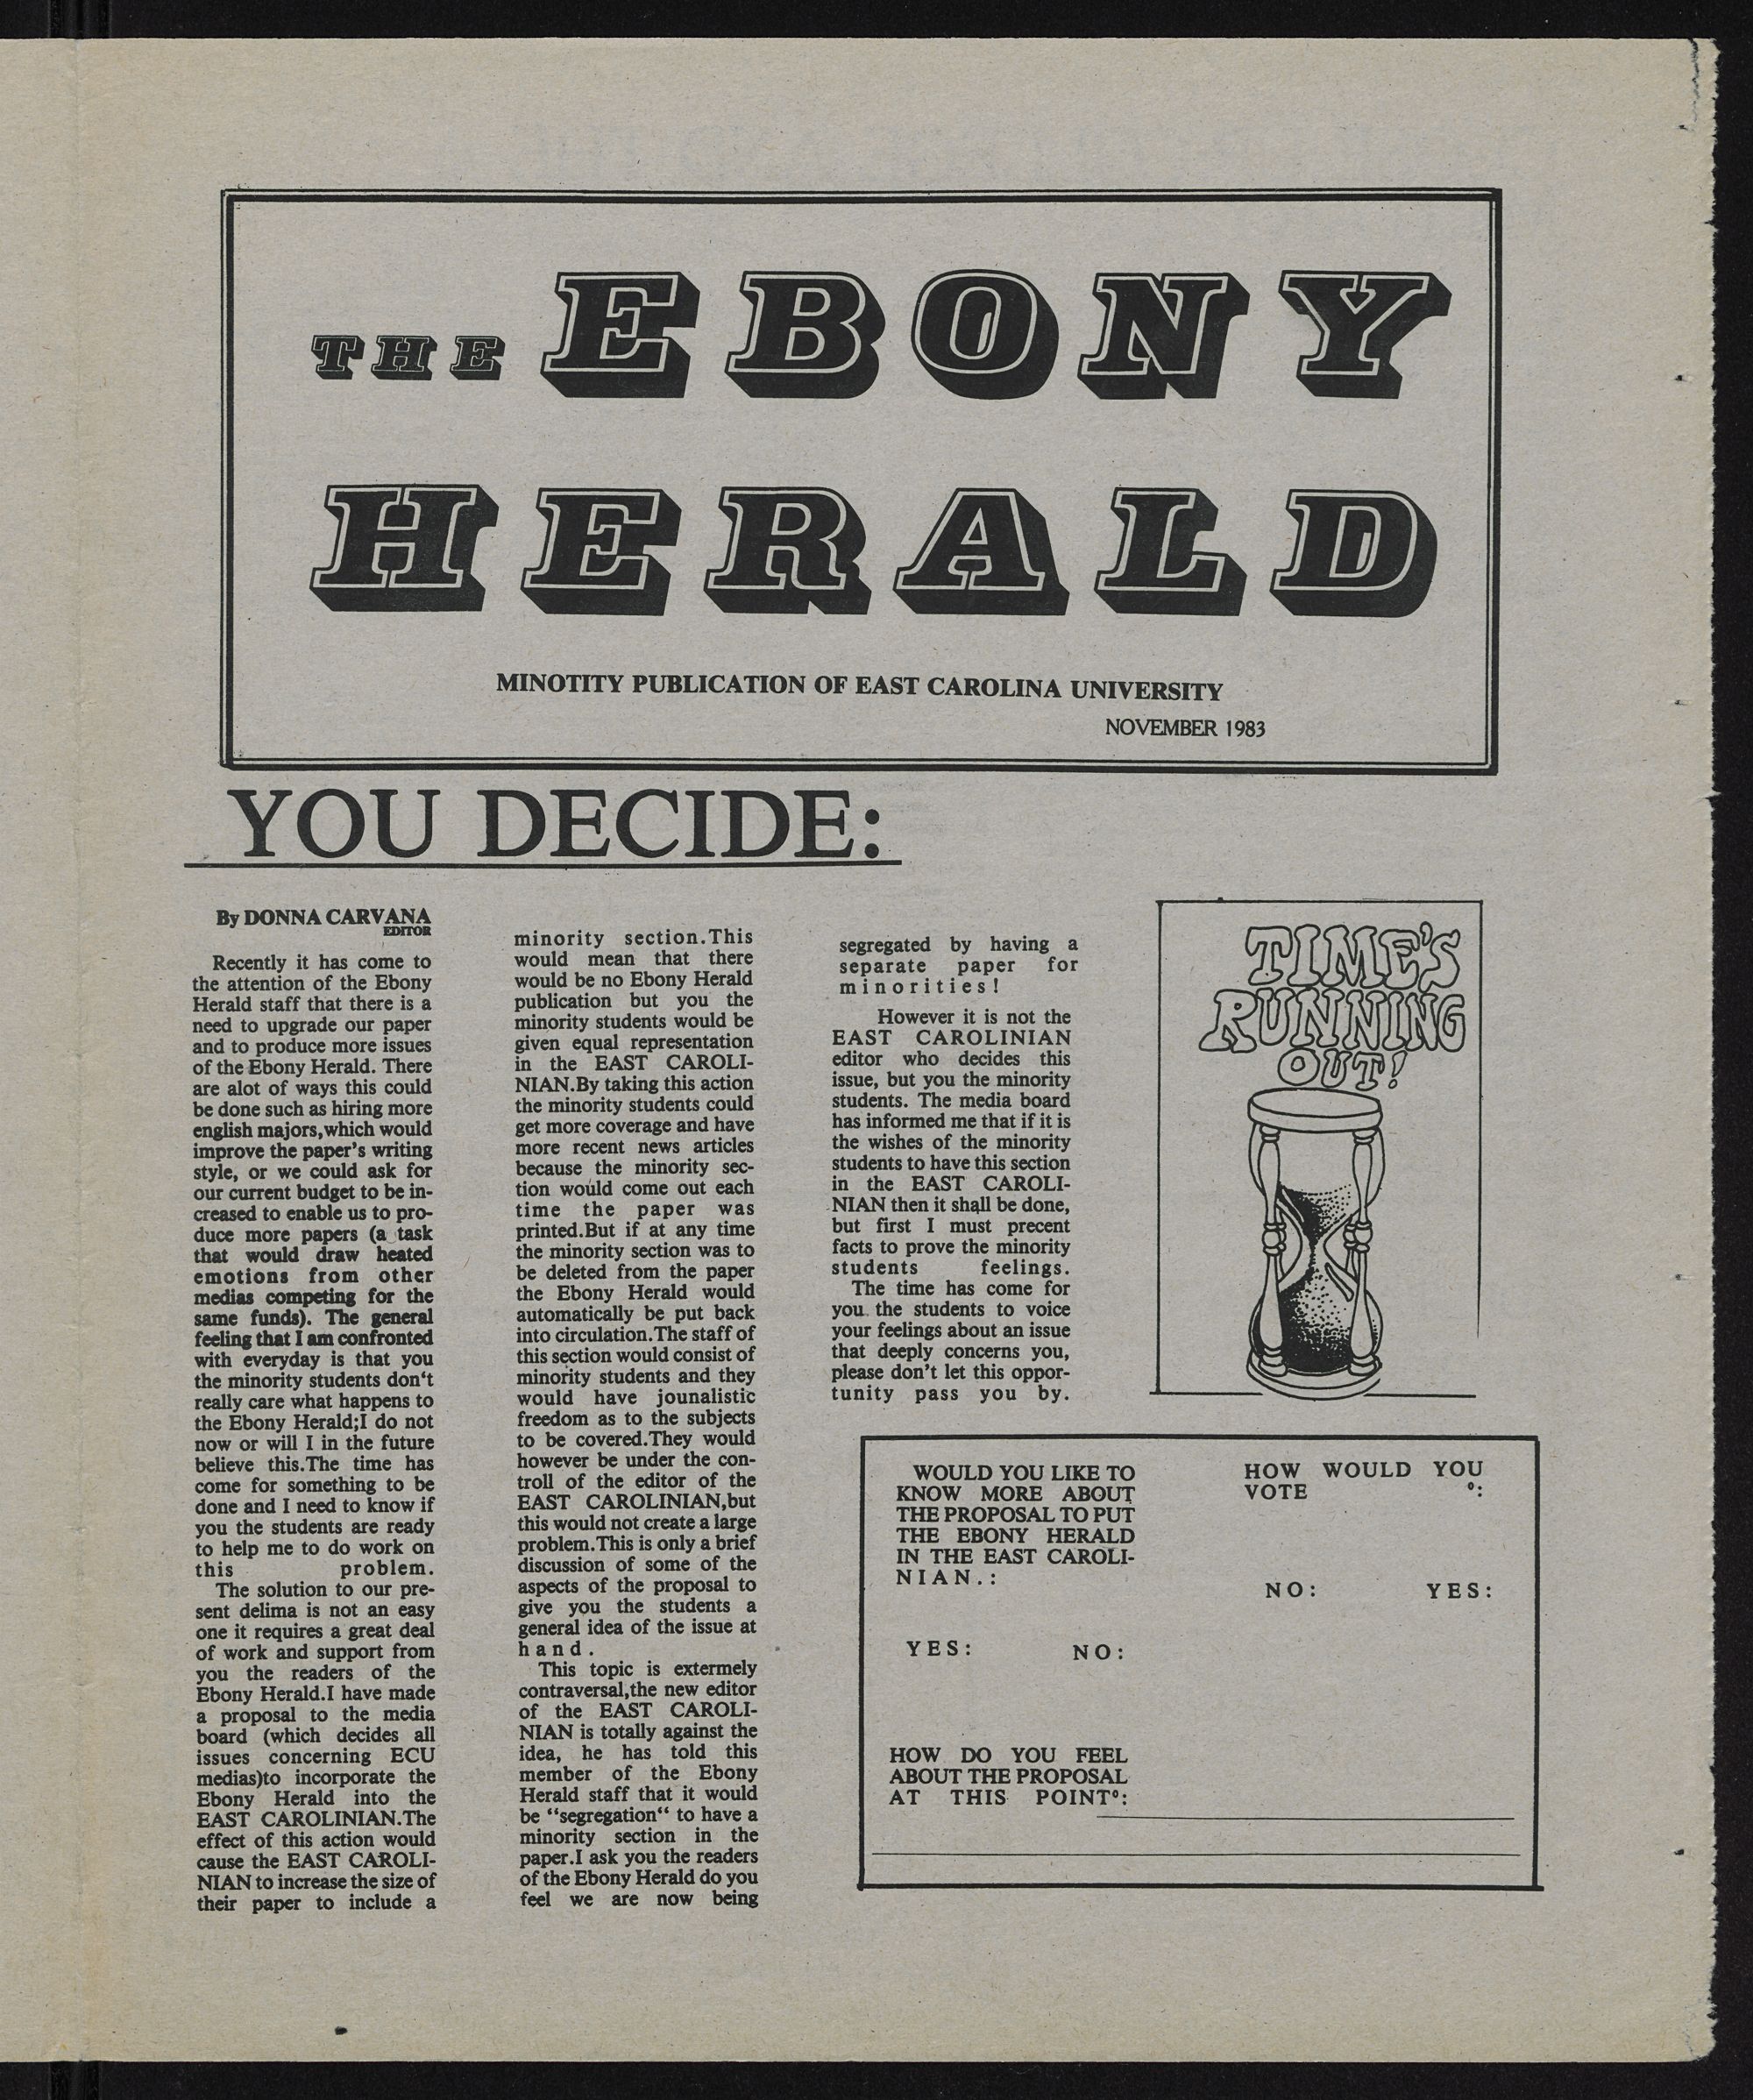 THE EBONY
HERALD
MINOTITY PUBLICATION OF EAST CAROLINA UNIVERSITY
NOVEMBER 1983
YOU DECIDE:
By DONNA CARVANA
EDITOR
Recently it has come to
the attention of the Ebony
Herald staff that there is a
need to upgrade our paper
and to produce more issues
of the Ebony Herald. There
are alot of ways this could
be done such as hiring more
english majors,which would
improve the paper's writing
style, or we could ask for
our current budget to be in-
creased to enable us to pro-
duce more papers (a task
that would draw heated
emotions from other
medias competing for the
same funds). The general
feeling that I am confronted
with everyday is that you
the minority students don't
really care what happens to
the Ebony Herald;I do not
now or will I in the future
believe this.The time has
come for something to be
done and I need to know if
you the students are ready
to help me to do work on
this problem.
The solution to our pre-
sent delima is not an easy
one it requires a great deal
of work and support from
you the readers of the
Ebony Herald.I have made
a proposal to the media
board (which decides all
issues concerning ECU
medias)to incorporate the
Ebony Herald into the
EAST CAROLINIAN.The
effect of this action would
cause the EAST CAROLI-
NIAN to increase the size of
their paper to include a
minority section.This
would mean that there
would be no Ebony Herald
publication but you the
minority students would be
given equal representation
in the EAST CAROLI-
NIAN.By taking this action
the minority students could
get more coverage and have
more recent news articles
because the minority sec-
tion would come out each
time the paper was
printed.But if at any time
the minority section was to
be deleted from the paper
the Ebony Herald would
automatically be put back
into circulation.The staff of
this section would consist of
minority students and they
would have jounalistic
freedom as to the subjects
to be covered.They would
however be under the con-
troll of the editor of the
EAST CAROLINIAN,but
this would not create a large
problem.This is only a brief
discussion of some of the
aspects of the proposal to
give you the students a
general idea of the issue at
hand.
This topic is extermely
contraversal,the new editor
of the EAST CAROLI-
NIAN is totally against the
idea, he has told this
member of the Ebony
Herald staff that it would
be "segregation" to have a
minority section in the
paper.I ask you the readers
of the Ebony Herald do you
feel we are now being
segregated by having a
separate paper for
minorities!
However it is not the
EAST CAROLINIAN
editor who decides this
issue, but you the minority
students. The media board
has informed me that if it is
the wishes of the minority
students to have this section
in the EAST CAROLI-
NIAN then it shall be done,
but first I must precent
facts to prove the minority
students feelings.
The time has come for
you the students to voice
your feelings about an issue
that deeply concerns you,
please don't let this oppor-
tunity pass you by.
TIME'S
RUNNING
OUT!
WOULD YOU LIKE TO
KNOW MORE ABOUT
THE PROPOSAL TO PUT
THE EBONY HERALD
IN THE EAST CAROLI-
NIAN.:
YES: NO:
HOW WOULD YOU
VOTE º:
NO: YES:
HOW DO YOU FEEL
ABOUT THE PROPOSAL
AT THIS POINTº: